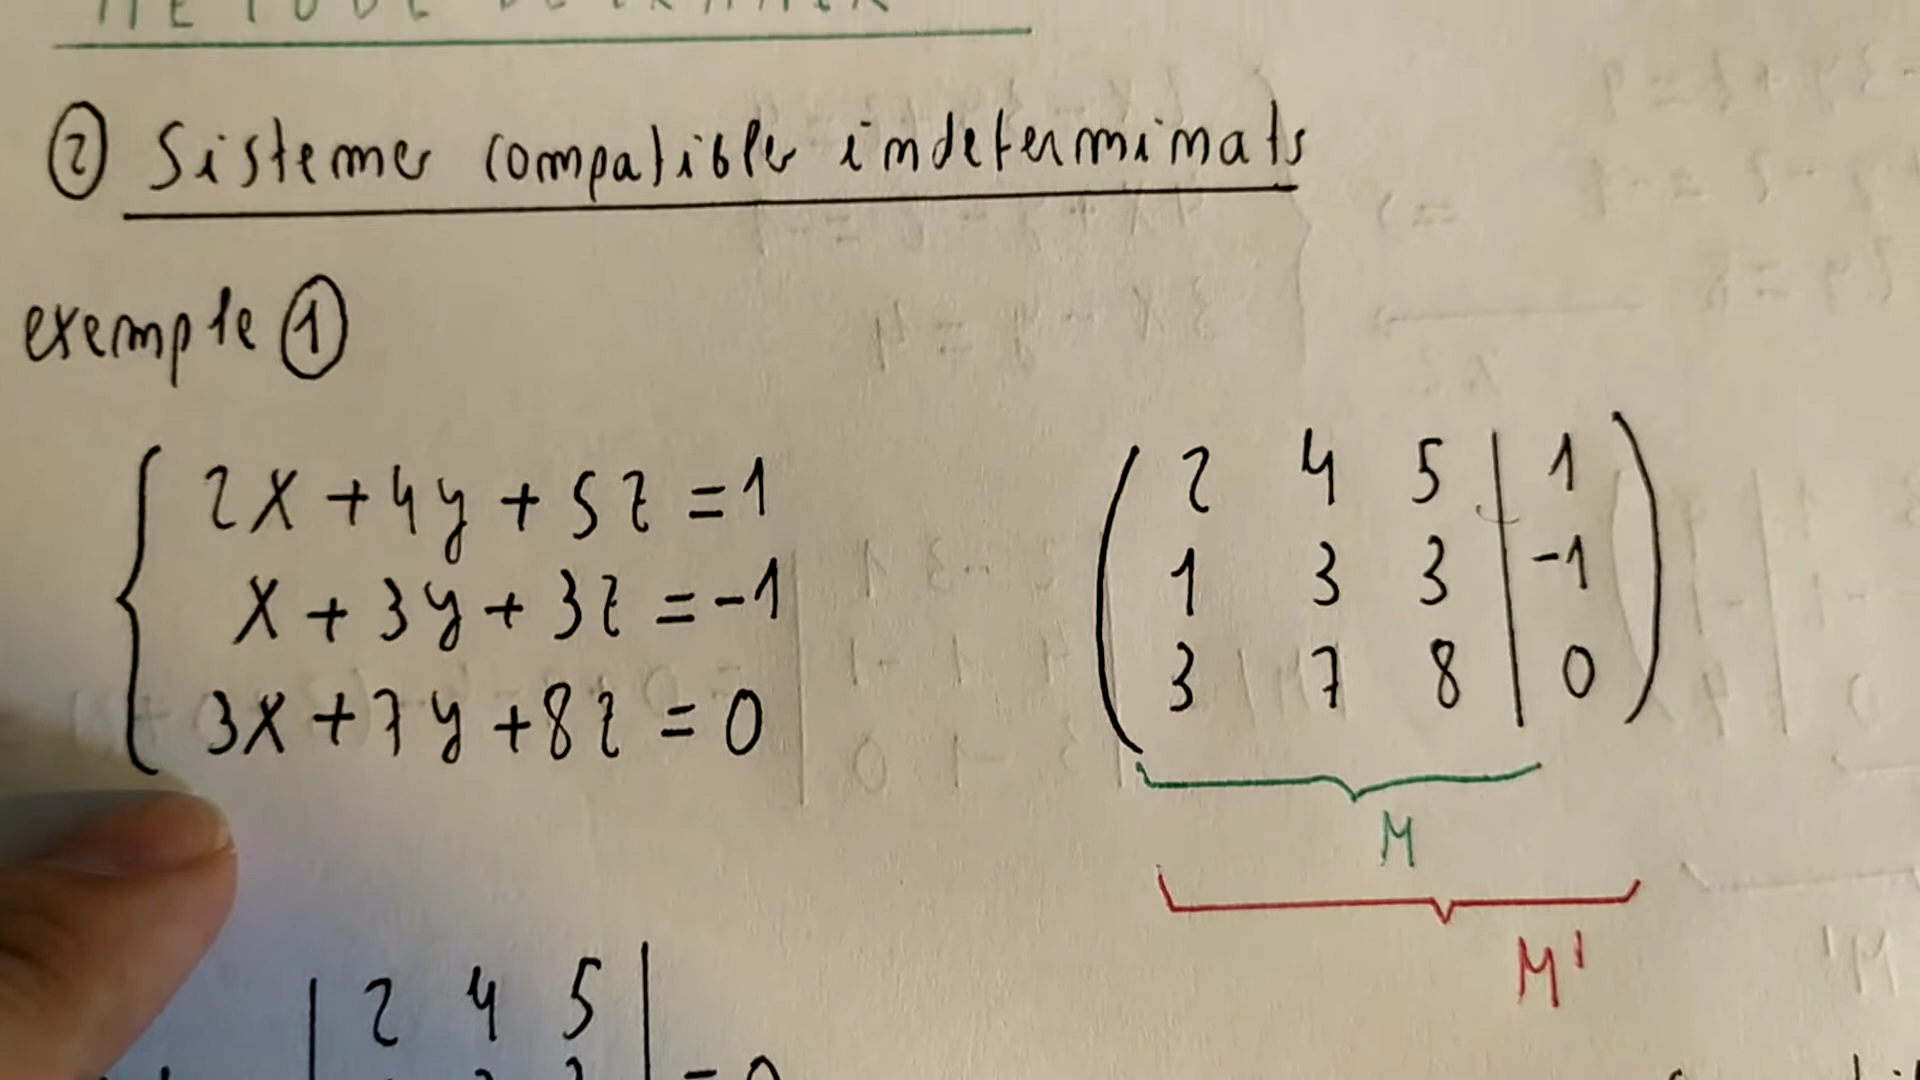 ② Sistemes compatibles indeterminats
exemple ①
2x + 4y + 5z = 1
x + 3y + 3z = -1
3x + 7y + 8z = 0
2 4 5 | 1
1 3 3 | -1
3 7 8 | 0
M
M'
| 2 4 5 |
= 0